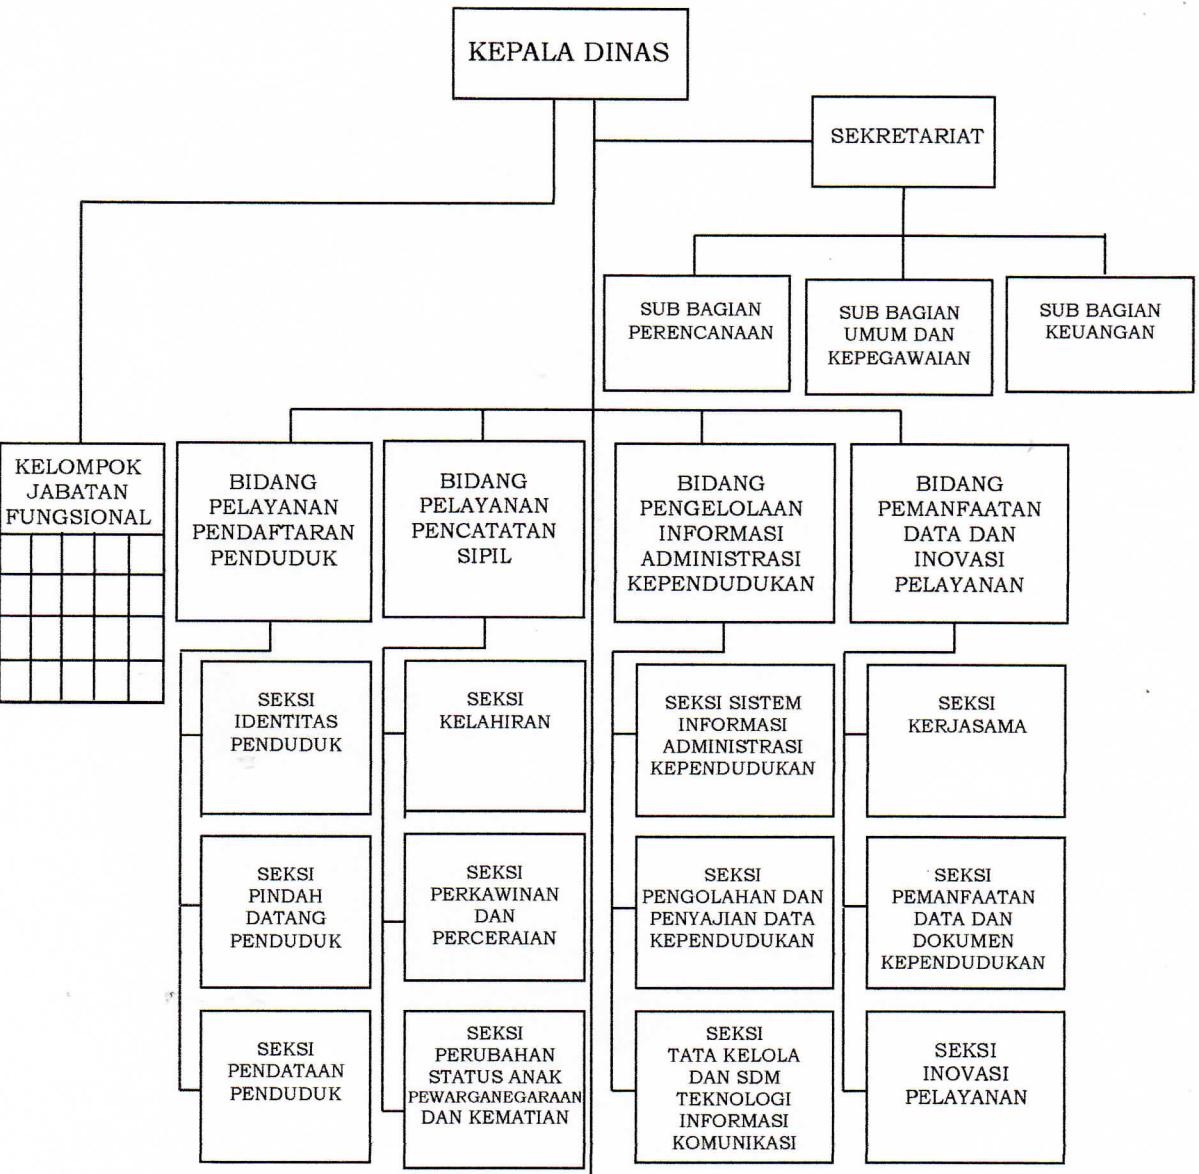 KEPALA DINAS
SEKRETARIAT
SUB BAGIAN
PERENCANAAN
SUB BAGIAN
UMUM DAN
KEPEGAWAIAN
SUB BAGIAN
KEUANGAN
KELOMPOK
JABATAN
FUNGSIONAL
BIDANG
PELAYANAN
PENDAFTARAN
PENDUDUK
BIDANG
PELAYANAN
PENCATATAN
SIPIL
BIDANG
PENGELOLAAN
INFORMASI
ADMINISTRASI
KEPENDUDUKAN
BIDANG
PEMANFAATAN
DATA DAN
INOVASI
PELAYANAN
SEKSI
IDENTITAS
PENDUDUK
SEKSI
KELAHIRAN
SEKSI SISTEM
INFORMASI
ADMINISTRASI
KEPENDUDUKAN
SEKSI
KERJASAMA
SEKSI
PINDAH
DATANG
PENDUDUK
SEKSI
PERKAWINAN
DAN
PERCERAIAN
SEKSI
PENGOLAHAN DAN
PENYAJIAN DATA
KEPENDUDUKAN
SEKSI
PEMANFAATAN
DATA DAN
DOKUMEN
KEPENDUDUKAN
SEKSI
PENDATAAN
PENDUDUK
SEKSI
PERUBAHAN
STATUS ANAK
PEWARGANEGARAAN
DAN KEMATIAN
SEKSI
TATA KELOLA
DAN SDM
TEKNOLOGI
INFORMASI
KOMUNIKASI
SEKSI
INOVASI
PELAYANAN